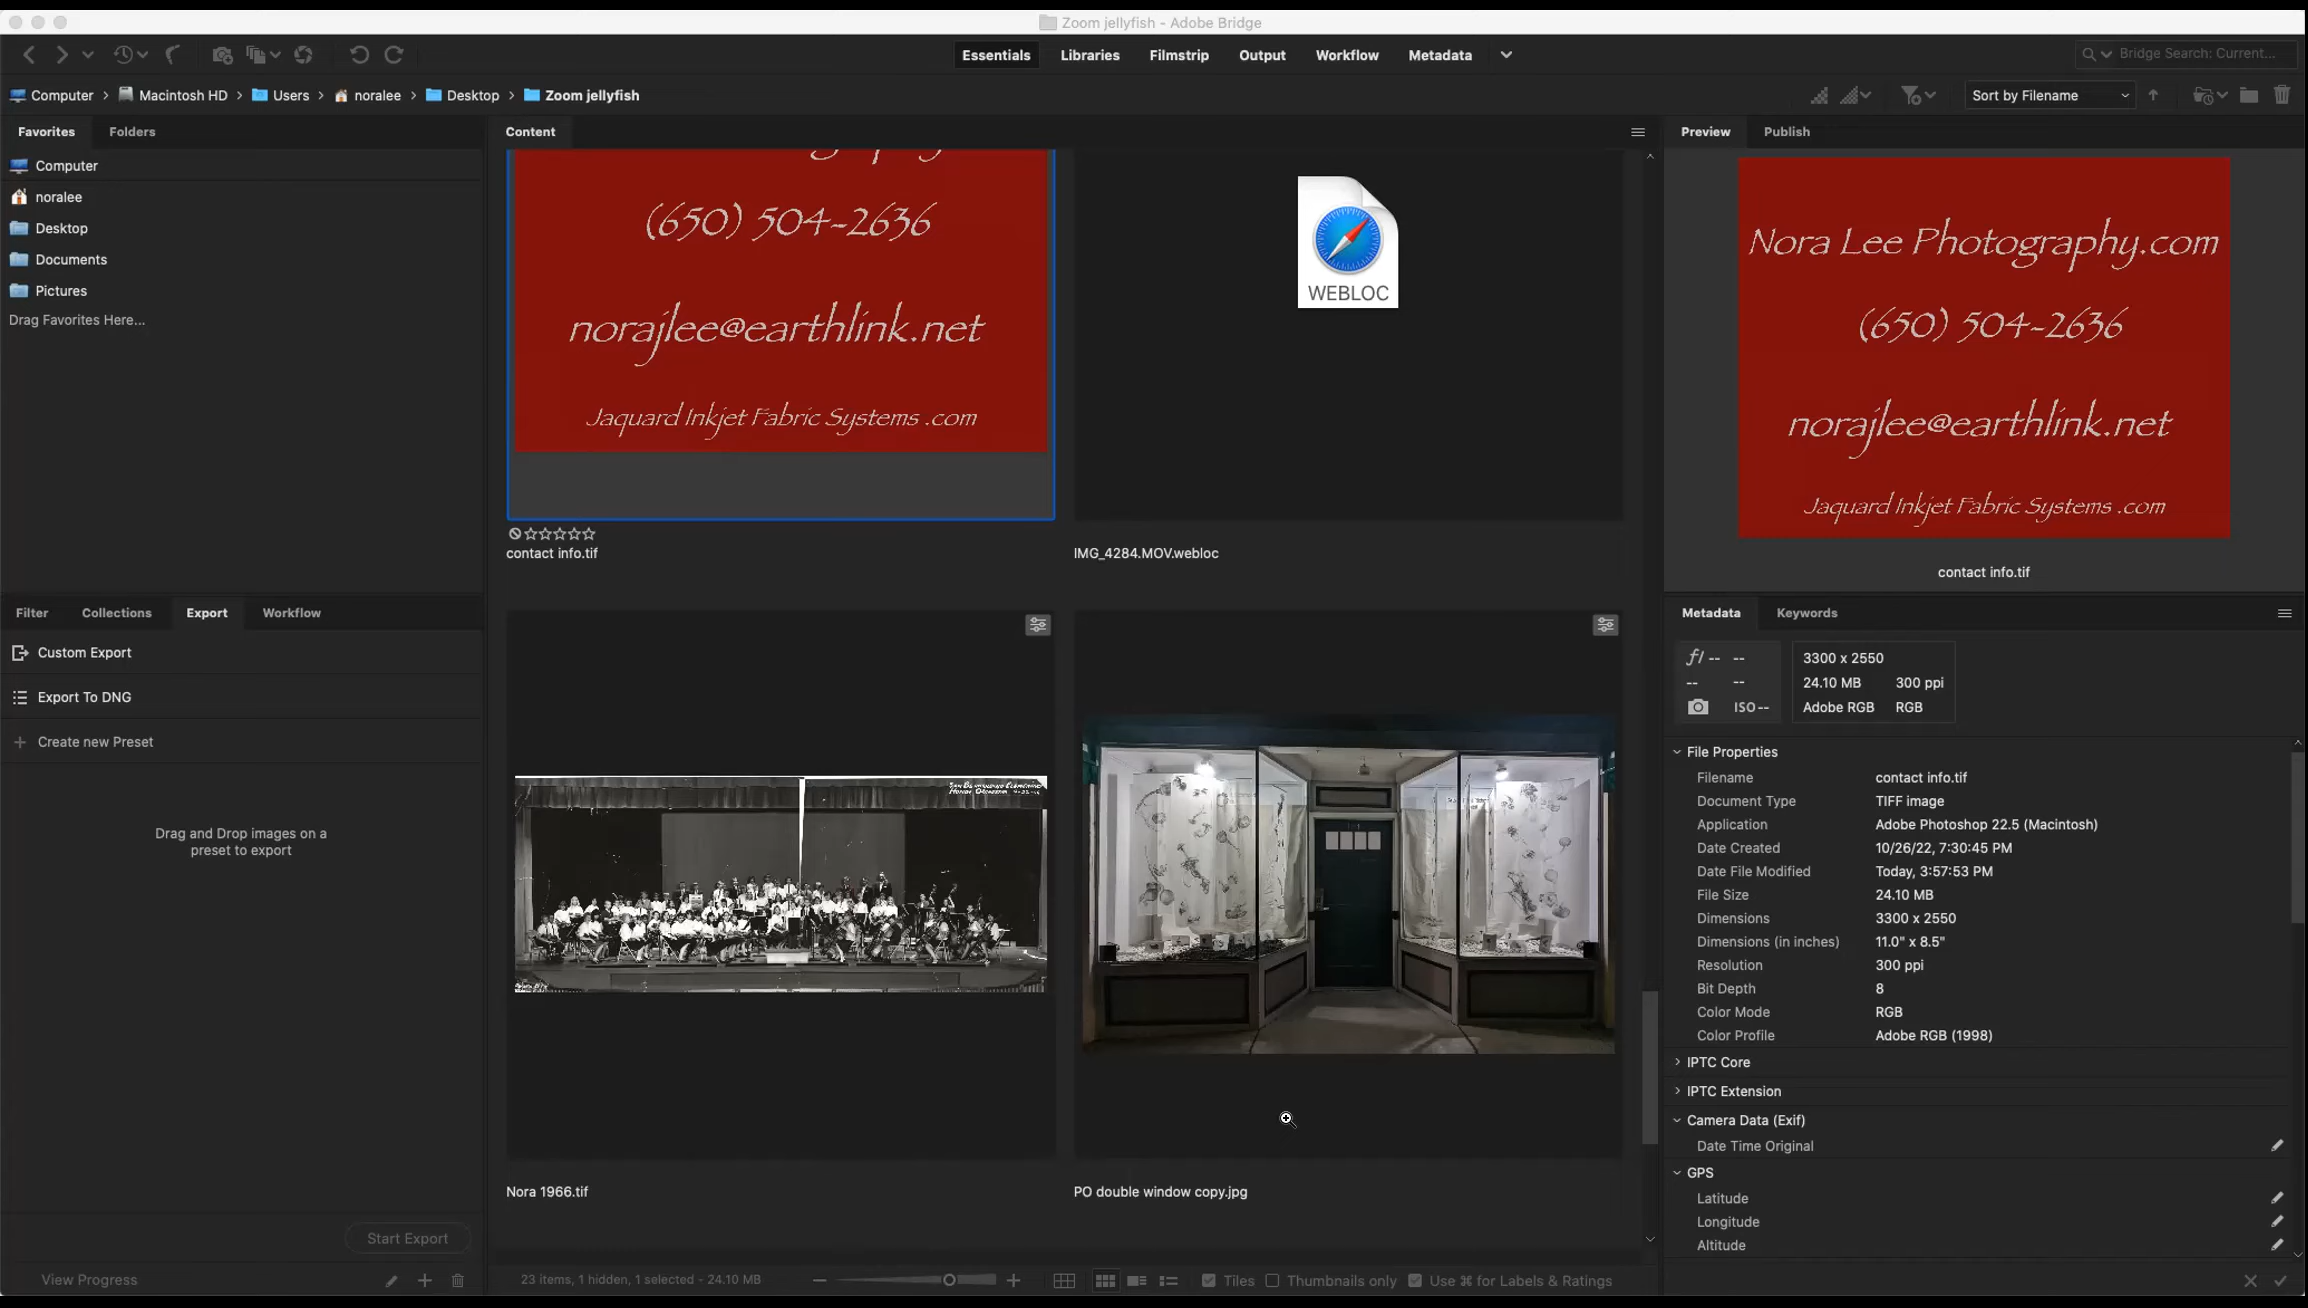 Zoom jellyfish - Adobe Bridge
Essentials Libraries Filmstrip Output Workflow Metadata
Bridge Search: Current...
Computer > Macintosh HD > Users > noralee > Desktop > Zoom jellyfish
Sort by Filename
Favorites Folders
Computer
noralee
Desktop
Documents
Pictures
Drag Favorites Here...
Filter Collections Export Workflow
Custom Export
Export To DNG
Create new Preset
Drag and Drop images on a
preset to export
Start Export
View Progress
Content
(650) 504-2636
norajlee@earthlink.net
Jaquard Inkjet Fabric Systems .com
contact info.tif
WEBLOC
IMG_4284.MOV.webloc
Nora 1966.tif
PO double window copy.jpg
23 items, 1 hidden, 1 selected - 24.10 MB
Tiles Thumbnails only Use ⌘ for Labels & Ratings
Preview Publish
Nora Lee Photography.com
(650) 504-2636
norajlee@earthlink.net
Jaquard Inkjet Fabric Systems .com
contact info.tif
Metadata Keywords
f/ -- --
-- --
ISO --
3300 x 2550
24.10 MB 300 ppi
Adobe RGB RGB
File Properties
Filename contact info.tif
Document Type TIFF image
Application Adobe Photoshop 22.5 (Macintosh)
Date Created 10/26/22, 7:30:45 PM
Date File Modified Today, 3:57:53 PM
File Size 24.10 MB
Dimensions 3300 x 2550
Dimensions (in inches) 11.0" x 8.5"
Resolution 300 ppi
Bit Depth 8
Color Mode RGB
Color Profile Adobe RGB (1998)
IPTC Core
IPTC Extension
Camera Data (Exif)
Date Time Original
GPS
Latitude
Longitude
Altitude